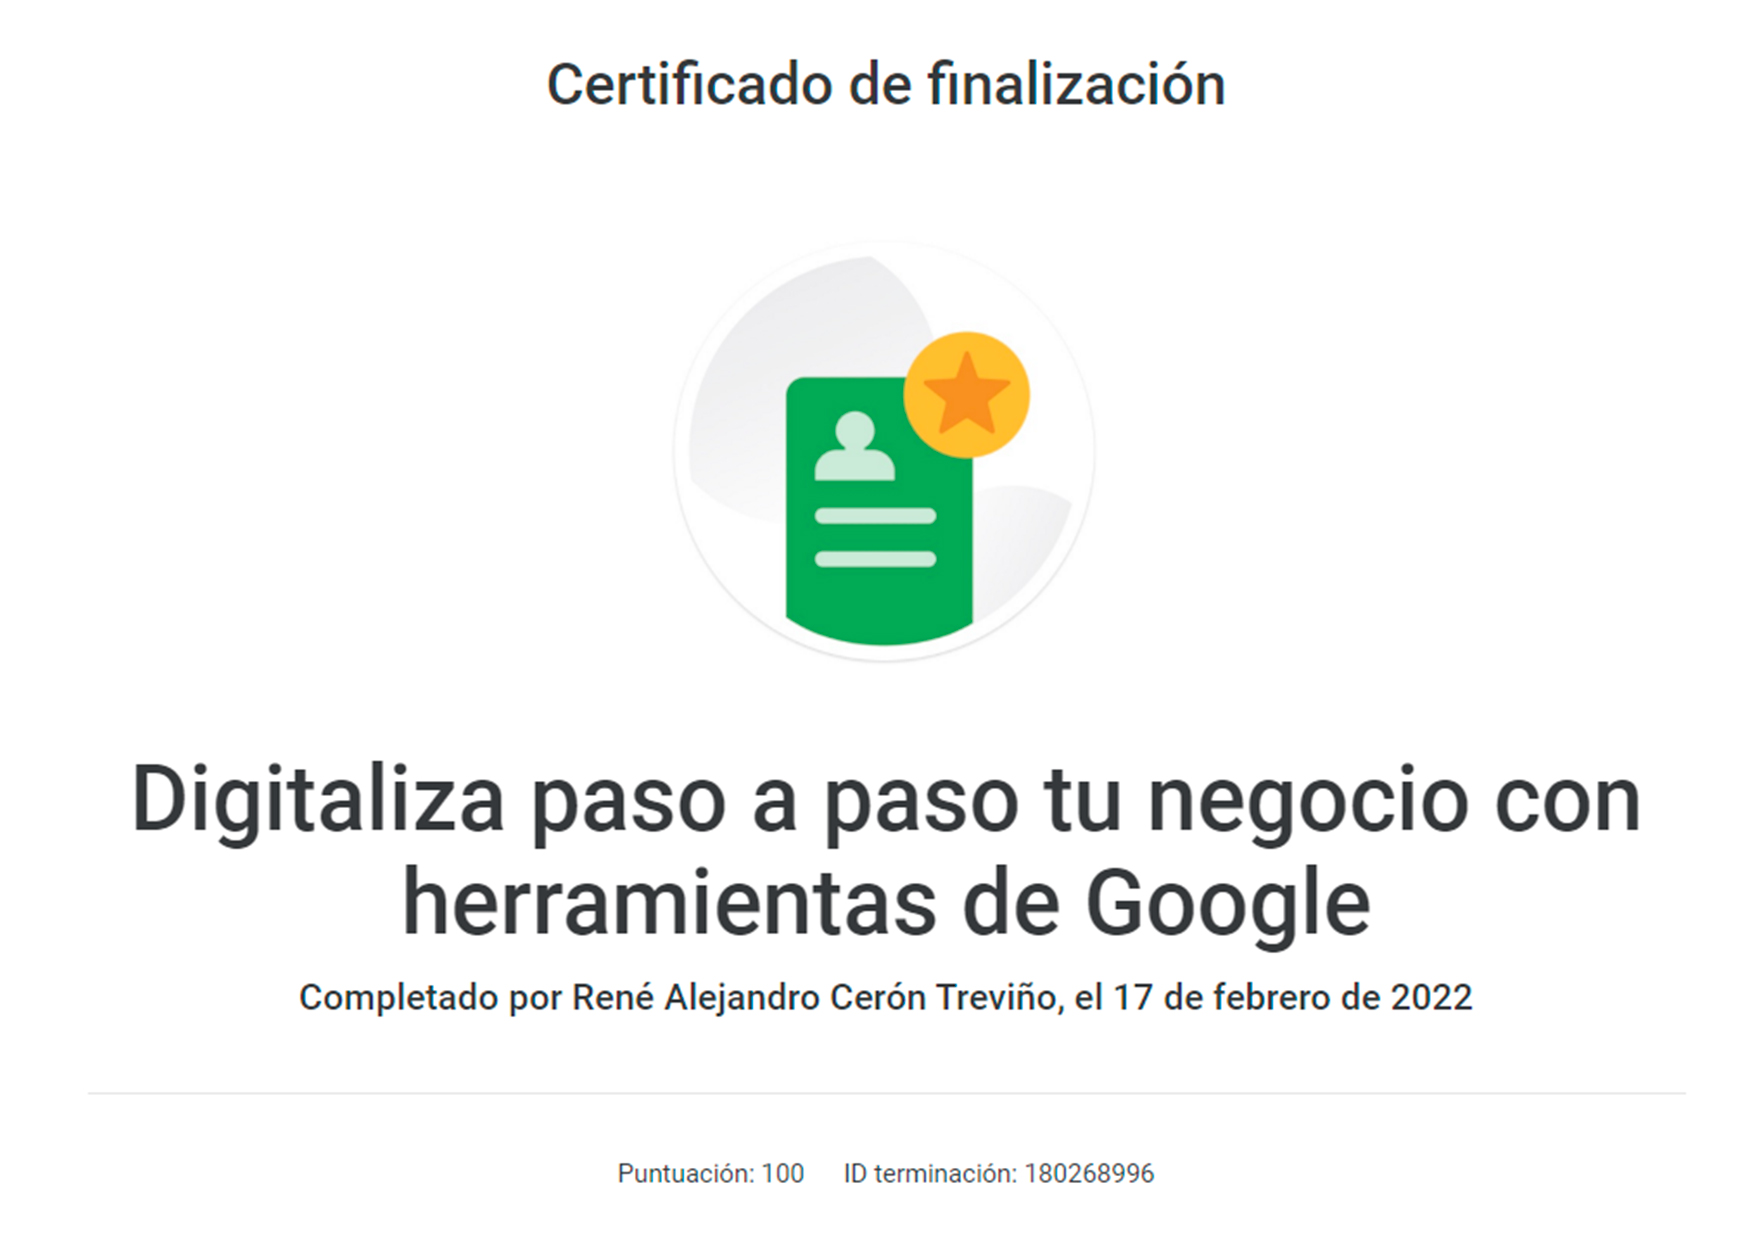 Certificado de finalización
Digitaliza paso a paso tu negocio con
herramientas de Google
Completado por René Alejandro Cerón Treviño, el 17 de febrero de 2022
Puntuación: 100 ID terminación: 180268996